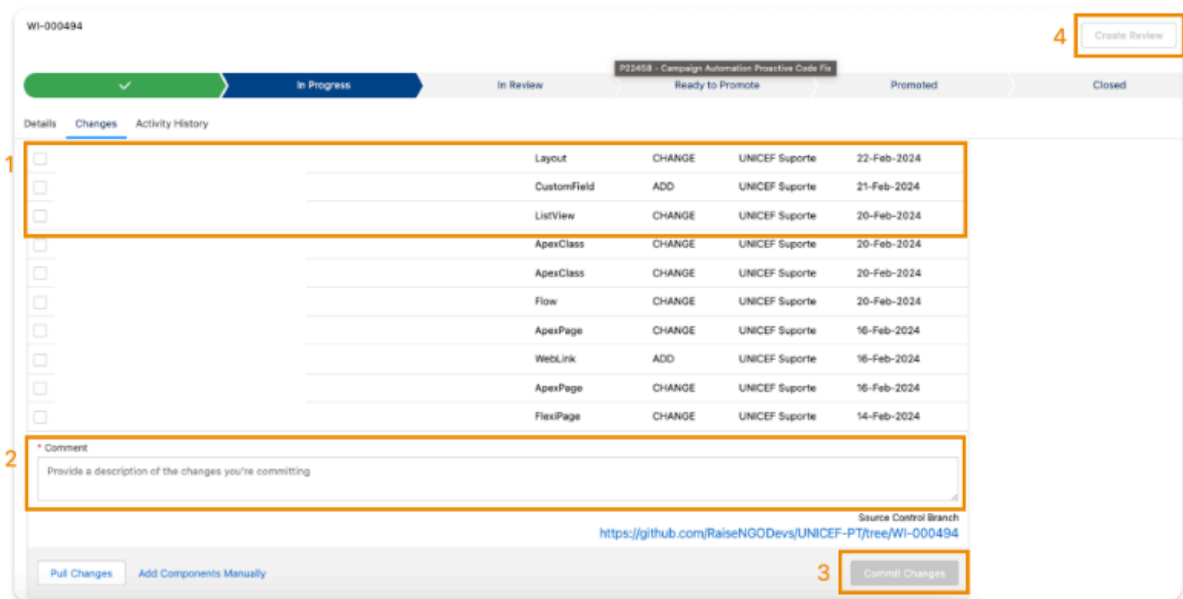 WI-000494
4
Create Review
P22458 - Campaign Automation Proactive Code Fix
In Progress
In Review
Ready to Promote
Promoted
Closed
Details Changes Activity History
1
Layout CHANGE UNICEF Suporte 22-Feb-2024
CustomField ADD UNICEF Suporte 21-Feb-2024
ListView CHANGE UNICEF Suporte 20-Feb-2024
ApexClass CHANGE UNICEF Suporte 20-Feb-2024
ApexClass CHANGE UNICEF Suporte 20-Feb-2024
Flow CHANGE UNICEF Suporte 20-Feb-2024
ApexPage CHANGE UNICEF Suporte 16-Feb-2024
WebLink ADD UNICEF Suporte 16-Feb-2024
ApexPage CHANGE UNICEF Suporte 16-Feb-2024
FlexiPage CHANGE UNICEF Suporte 14-Feb-2024
* Comment
2
Provide a description of the changes you're committing
Source Control Branch
https://github.com/RaiseNGODevs/UNICEF-PT/tree/WI-000494
Pull Changes Add Components Manually
3
Commit Changes